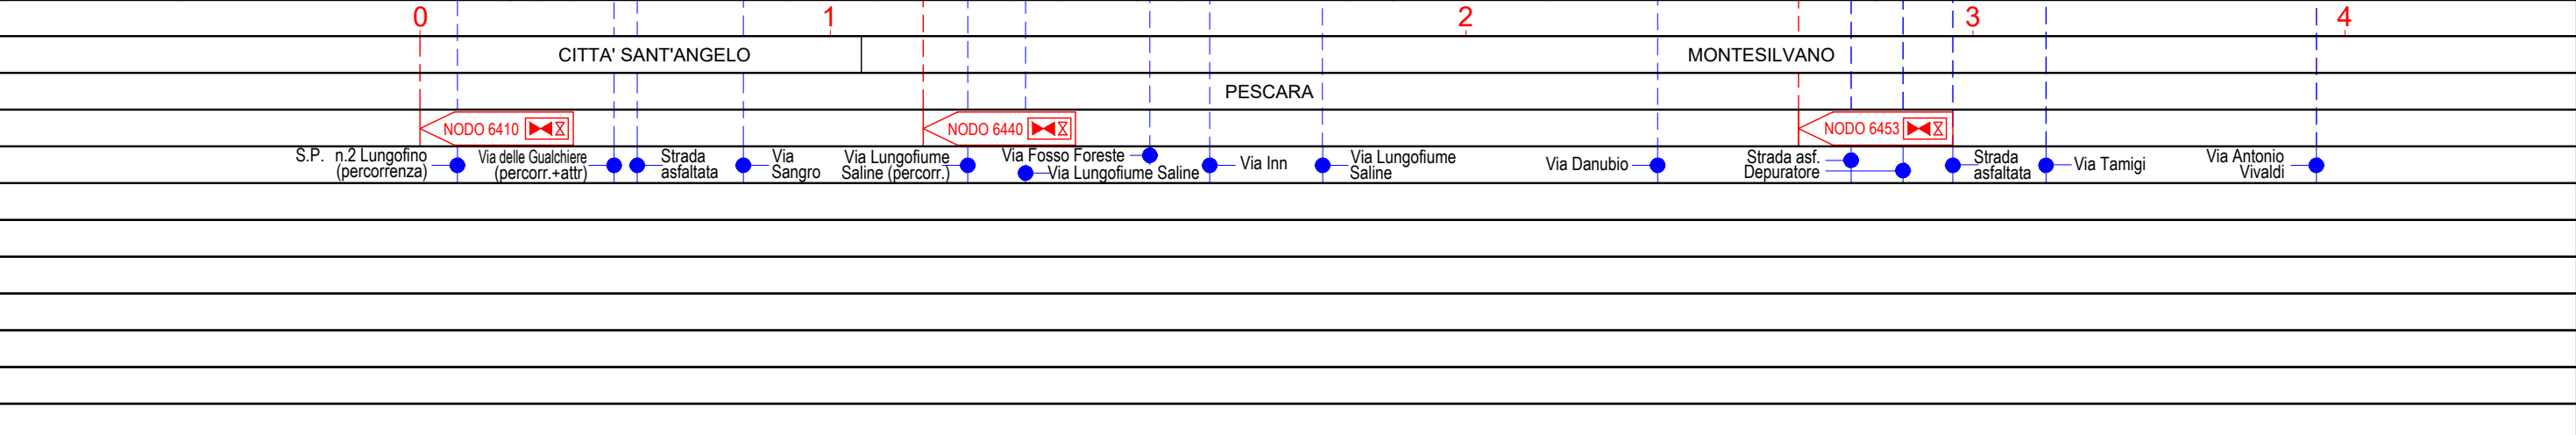 0 1 2 3 4
CITTA' SANT'ANGELO MONTESILVANO
PESCARA
NODO 6410 NODO 6440 NODO 6453
S.P. n.2 Lungofino
(percorrenza)
Via delle Gualchiere
(percorr.+attr)
Strada
asfaltata
Via
Sangro
Via Lungofiume
Saline (percorr.)
Via Fosso Foreste
Via Lungofiume Saline
Via Inn
Via Lungofiume
Saline
Via Danubio
Strada asf.
Depuratore
Strada
asfaltata
Via Tamigi
Via Antonio
Vivaldi